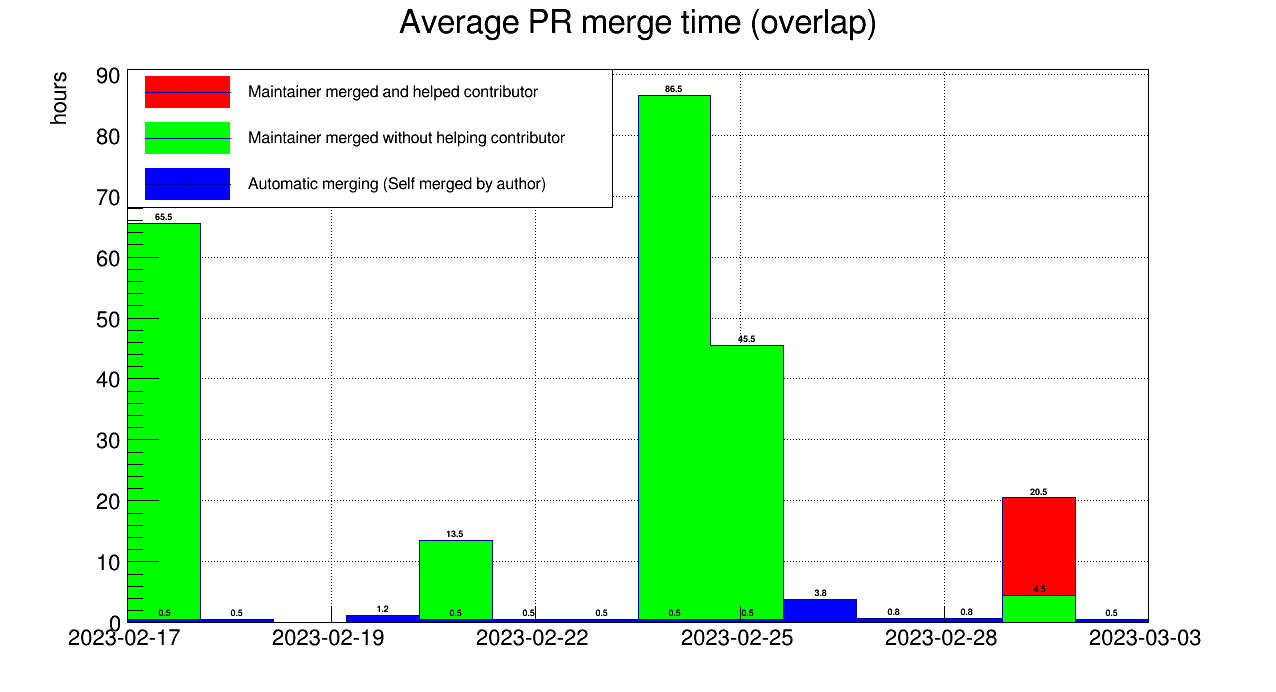 Average PR merge time (overlap)
hours
90
80
70
60
50
40
30
20
10
0
Maintainer merged and helped contributor
Maintainer merged without helping contributor
Automatic merging (Self merged by author)
86.5
65.5
45.5
13.5
20.5
4.5
3.8
1.2
0.5 0.5 0.5 0.5 0.5 0.5 0.5 0.8 0.8 0.5
2023-02-17 2023-02-19 2023-02-22 2023-02-25 2023-02-28 2023-03-03